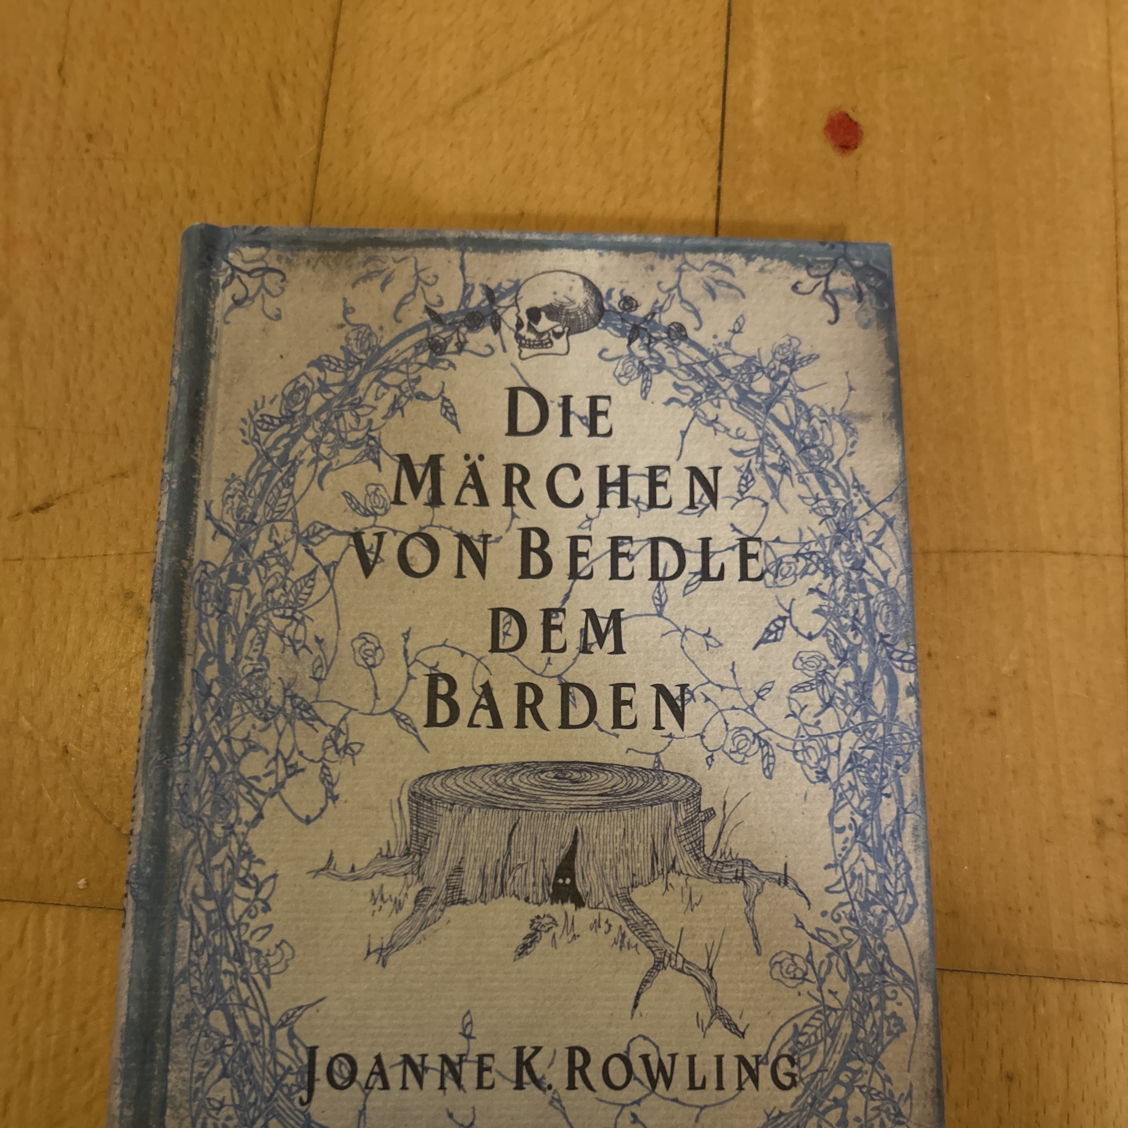 DIE
MÄRCHEN
VON BEEDLE
DEM
BARDEN
JOANNE K. ROWLING